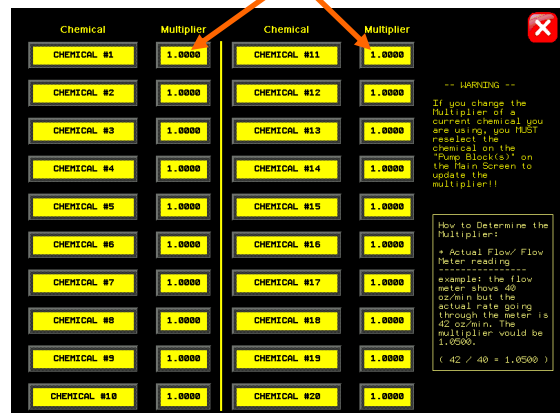 Chemical Multiplier Chemical Multiplier
CHEMICAL #1 1.0000 CHEMICAL #11 1.0000
CHEMICAL #2 1.0000 CHEMICAL #12 1.0000
CHEMICAL #3 1.0000 CHEMICAL #13 1.0000
CHEMICAL #4 1.0000 CHEMICAL #14 1.0000
CHEMICAL #5 1.0000 CHEMICAL #15 1.0000
CHEMICAL #6 1.0000 CHEMICAL #16 1.0000
CHEMICAL #7 1.0000 CHEMICAL #17 1.0000
CHEMICAL #8 1.0000 CHEMICAL #18 1.0000
CHEMICAL #9 1.0000 CHEMICAL #19 1.0000
CHEMICAL #10 1.0000 CHEMICAL #20 1.0000
X
-- WARNING --
If you change the
Multiplier of a
current chemical you
are using, you MUST
reselect the
chemical on the
"Pump Block(s)" on
the Main Screen to
update the
multiplier!!
How to Determine the
Multiplier:
* Actual Flow/ Flow
Meter reading
----------------
example: the flow
meter shows 40
oz/min but the
actual rate going
through the meter is
42 oz/min. The
multiplier would be
1.0500.
( 42 / 40 = 1.0500 )